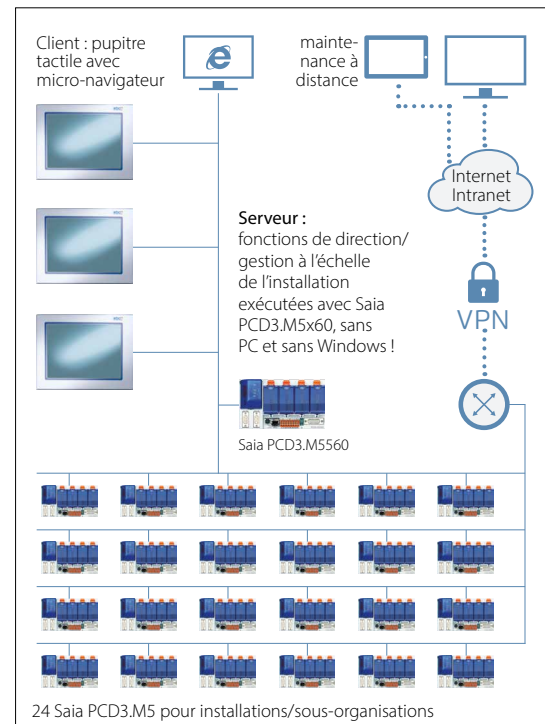 Client : pupitre
tactile avec
micro-navigateur
mainte-
nance à
distance
Internet
Intranet
Serveur :
fonctions de direction/
gestion à l'échelle
de l'installation
exécutées avec Saia
PCD3.M5x60, sans
PC et sans Windows !
VPN
Saia PCD3.M5560
24 Saia PCD3.M5 pour installations/sous-organisations